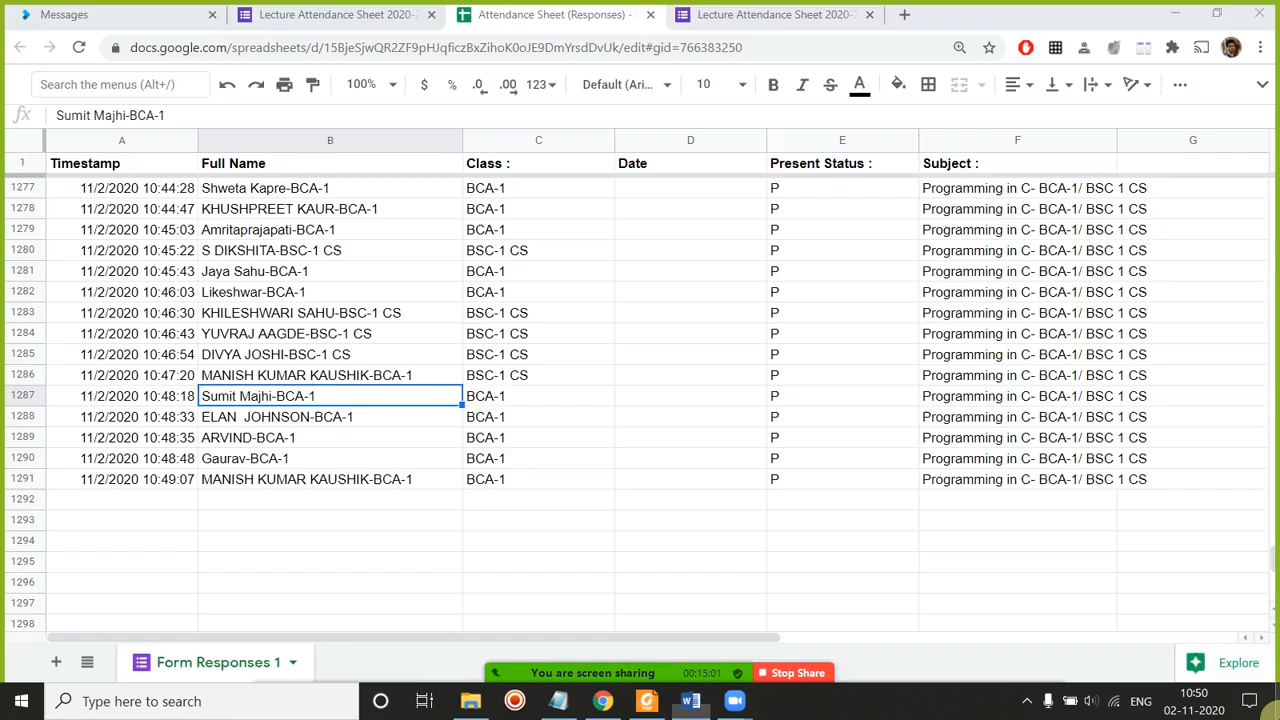 Messages
Lecture Attendance Sheet 2020-2
Attendance Sheet (Responses) -
Lecture Attendance Sheet 2020-2
docs.google.com/spreadsheets/d/15BjeSjwQR2ZF9pHJqficzBxZihoK0oJE9DmYrsdDvUk/edit#gid=766383250
Search the menus (Alt+/) 100% $ % .0 .00 123 Default (Ari... 10 B I S A
fx Sumit Majhi-BCA-1
A B C D E F G
1 Timestamp Full Name Class : Date Present Status : Subject :
1277 11/2/2020 10:44:28 Shweta Kapre-BCA-1 BCA-1 P Programming in C- BCA-1/ BSC 1 CS
1278 11/2/2020 10:44:47 KHUSHPREET KAUR-BCA-1 BCA-1 P Programming in C- BCA-1/ BSC 1 CS
1279 11/2/2020 10:45:03 Amritaprajapati-BCA-1 BCA-1 P Programming in C- BCA-1/ BSC 1 CS
1280 11/2/2020 10:45:22 S DIKSHITA-BSC-1 CS BSC-1 CS P Programming in C- BCA-1/ BSC 1 CS
1281 11/2/2020 10:45:43 Jaya Sahu-BCA-1 BCA-1 P Programming in C- BCA-1/ BSC 1 CS
1282 11/2/2020 10:46:03 Likeshwar-BCA-1 BCA-1 P Programming in C- BCA-1/ BSC 1 CS
1283 11/2/2020 10:46:30 KHILESHWARI SAHU-BSC-1 CS BSC-1 CS P Programming in C- BCA-1/ BSC 1 CS
1284 11/2/2020 10:46:43 YUVRAJ AAGDE-BSC-1 CS BSC-1 CS P Programming in C- BCA-1/ BSC 1 CS
1285 11/2/2020 10:46:54 DIVYA JOSHI-BSC-1 CS BSC-1 CS P Programming in C- BCA-1/ BSC 1 CS
1286 11/2/2020 10:47:20 MANISH KUMAR KAUSHIK-BCA-1 BSC-1 CS P Programming in C- BCA-1/ BSC 1 CS
1287 11/2/2020 10:48:18 Sumit Majhi-BCA-1 BCA-1 P Programming in C- BCA-1/ BSC 1 CS
1288 11/2/2020 10:48:33 ELAN  JOHNSON-BCA-1 BCA-1 P Programming in C- BCA-1/ BSC 1 CS
1289 11/2/2020 10:48:35 ARVIND-BCA-1 BCA-1 P Programming in C- BCA-1/ BSC 1 CS
1290 11/2/2020 10:48:48 Gaurav-BCA-1 BCA-1 P Programming in C- BCA-1/ BSC 1 CS
1291 11/2/2020 10:49:07 MANISH KUMAR KAUSHIK-BCA-1 BCA-1 P Programming in C- BCA-1/ BSC 1 CS
1292
1293
1294
1295
1296
1297
1298
Form Responses 1
Explore
You are screen sharing 00:15:01 Stop Share
Type here to search
ENG
10:50
02-11-2020